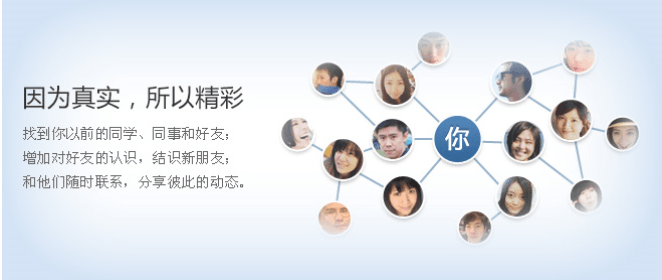 因为真实，所以精彩
找到你以前的同学、同事和好友；
增加对好友的认识，结识新朋友；
和他们随时联系，分享彼此的动态。
你